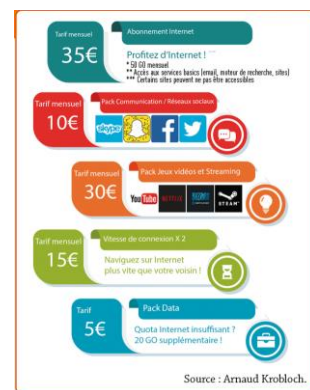 Tarif mensuel
35€
Abonnement Internet
Profitez d'Internet ! **
* 50 GO mensuel
** Accès aux services basics (email, moteur de recherche, sites)
*** Certains sites peuvent ne pas être accessibles
Tarif mensuel
10€
Pack Communication / Réseaux sociaux
skype
Tarif mensuel
30€
Pack Jeux vidéos et Streaming
YouTube
NETFLIX
STEAM
Tarif mensuel
15€
Vitesse de connexion X 2
Naviguez sur Internet
plus vite que votre voisin !
Tarif
5€
Pack Data
Quota Internet insuffisant ?
20 GO supplémentaire !
Source : Arnaud Krobloch.